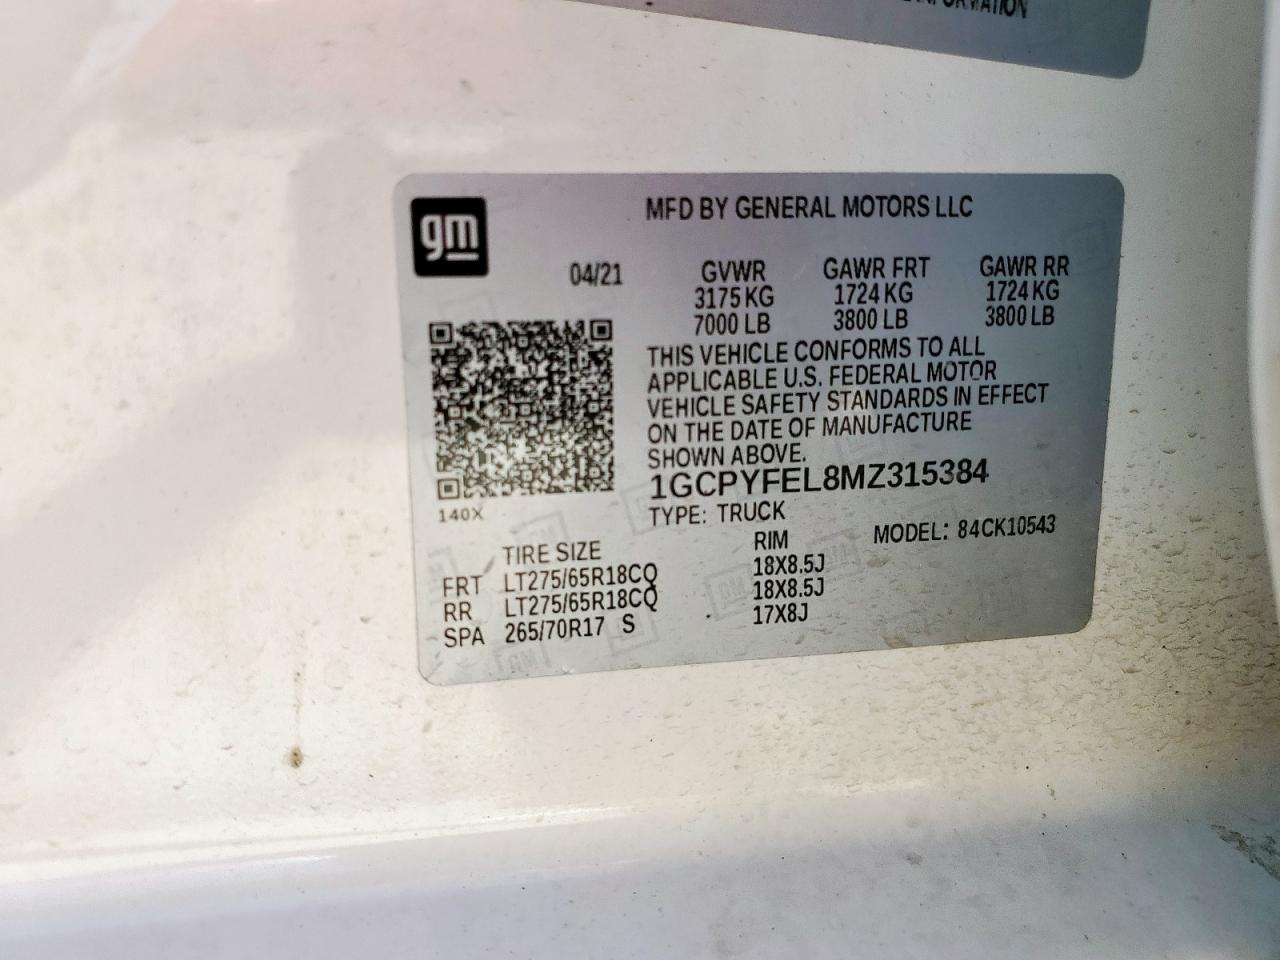 INFORMATION
gm
MFD BY GENERAL MOTORS LLC
04/21
GVWR GAWR FRT GAWR RR
3175 KG 1724 KG 1724 KG
7000 LB 3800 LB 3800 LB
THIS VEHICLE CONFORMS TO ALL
APPLICABLE U.S. FEDERAL MOTOR
VEHICLE SAFETY STANDARDS IN EFFECT
ON THE DATE OF MANUFACTURE
SHOWN ABOVE.
1GCPYFEL8MZ315384
140X
TYPE: TRUCK
MODEL: 84CK10543
TIRE SIZE RIM
FRT LT275/65R18CQ 18X8.5J
RR LT275/65R18CQ 18X8.5J
SPA 265/70R17 S 17X8J